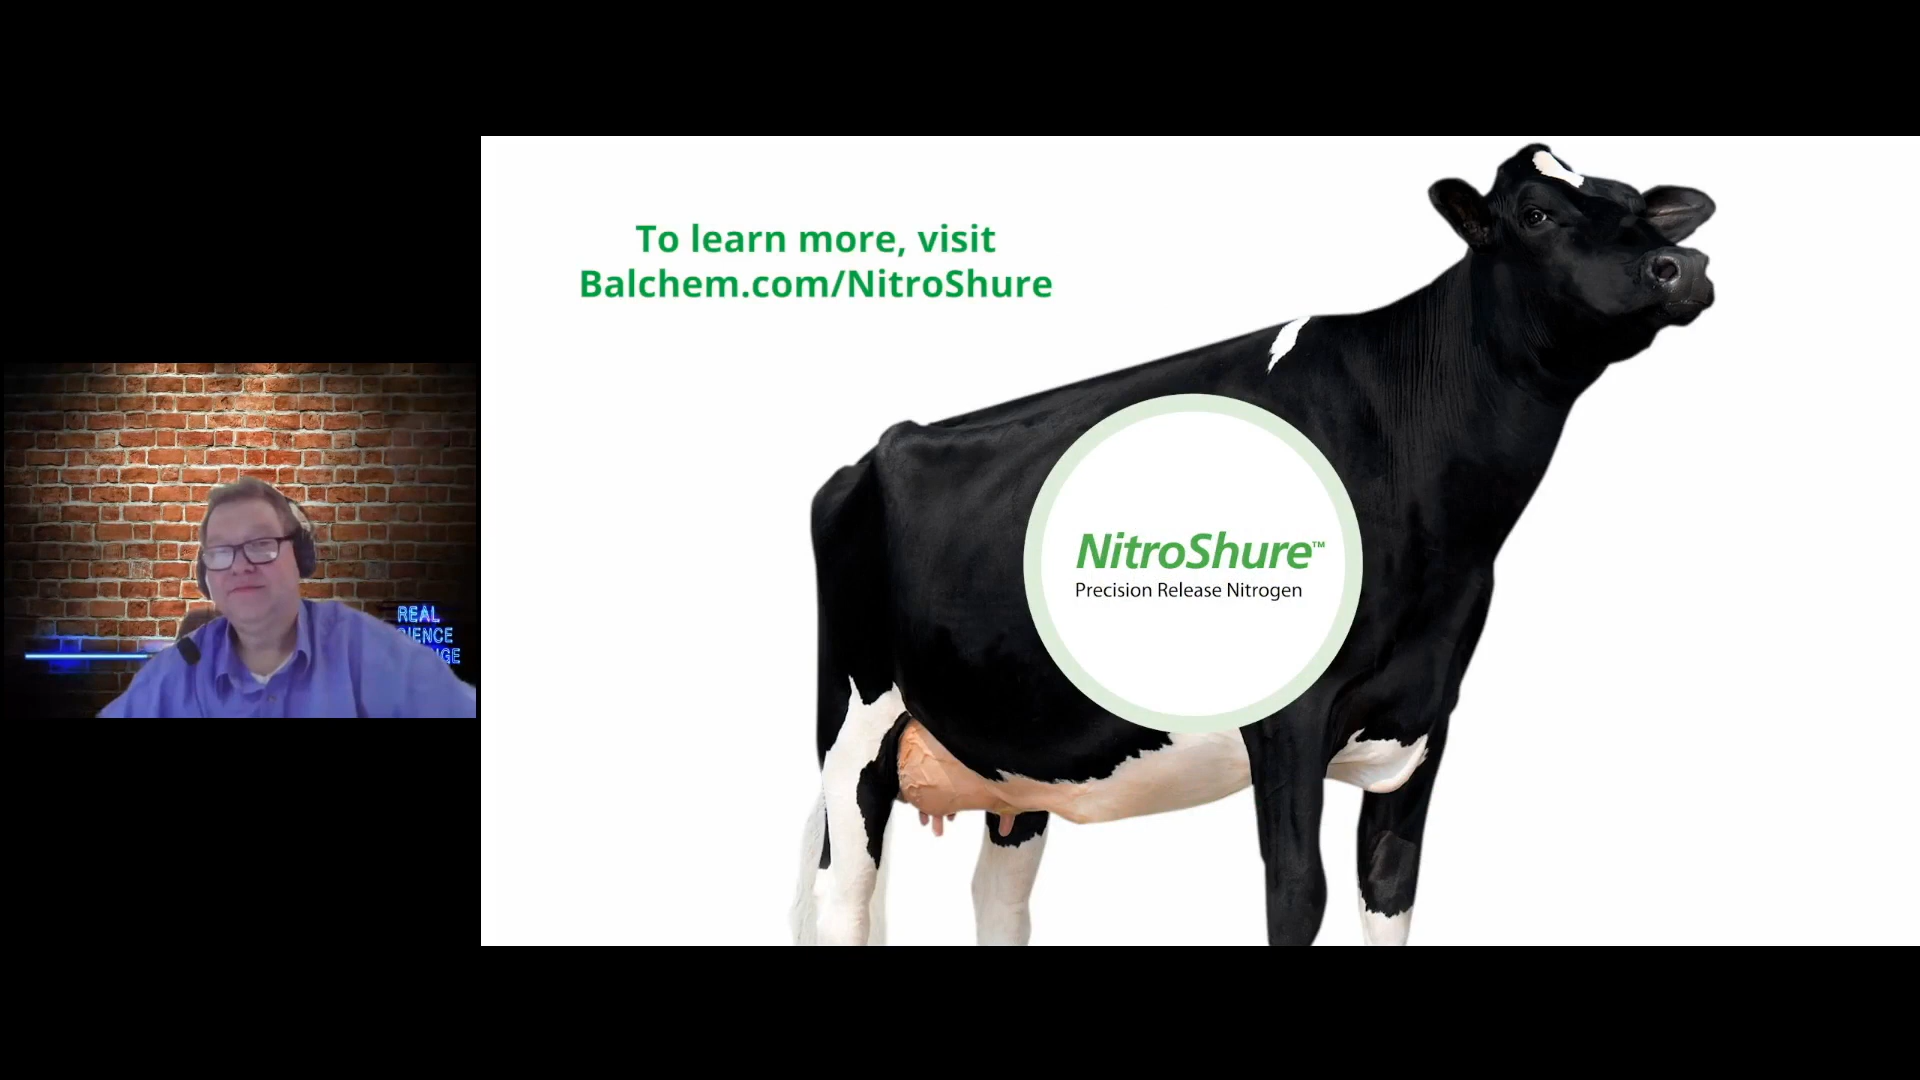 To learn more, visit
Balchem.com/NitroShure
NitroShure™
Precision Release Nitrogen
REAL